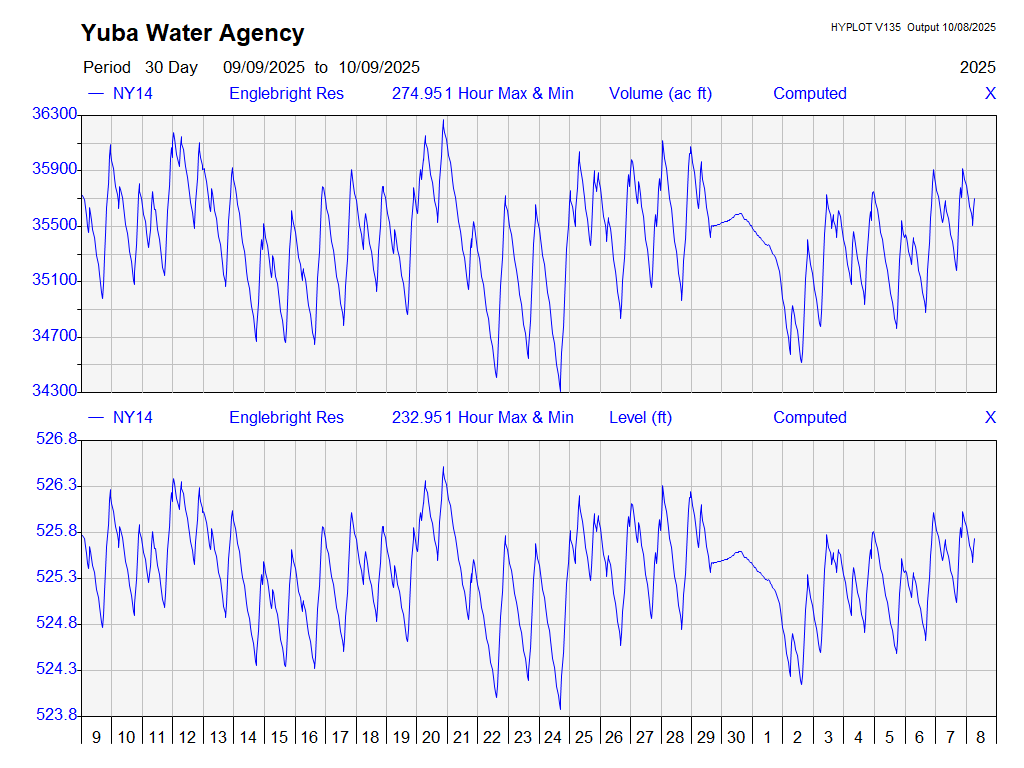 Yuba Water Agency
HYPLOT V135 Output 10/08/2025
Period 30 Day 09/09/2025 to 10/09/2025 2025
NY14 Englebright Res 274.951 Hour Max & Min Volume (ac ft) Computed X
36300
35900
35500
35100
34700
34300
NY14 Englebright Res 232.951 Hour Max & Min Level (ft) Computed X
526.8
526.3
525.8
525.3
524.8
524.3
523.8
9 10 11 12 13 14 15 16 17 18 19 20 21 22 23 24 25 26 27 28 29 30 1 2 3 4 5 6 7 8